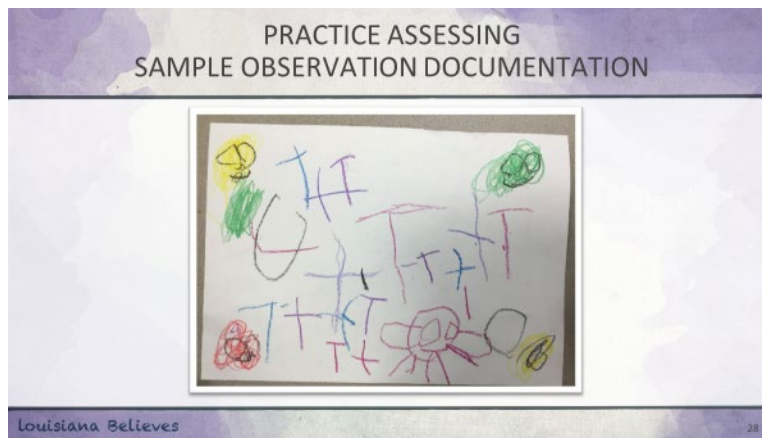 PRACTICE ASSESSING
SAMPLE OBSERVATION DOCUMENTATION
T t T
T T
T t
T t t T
T t
Louisiana Believes
28